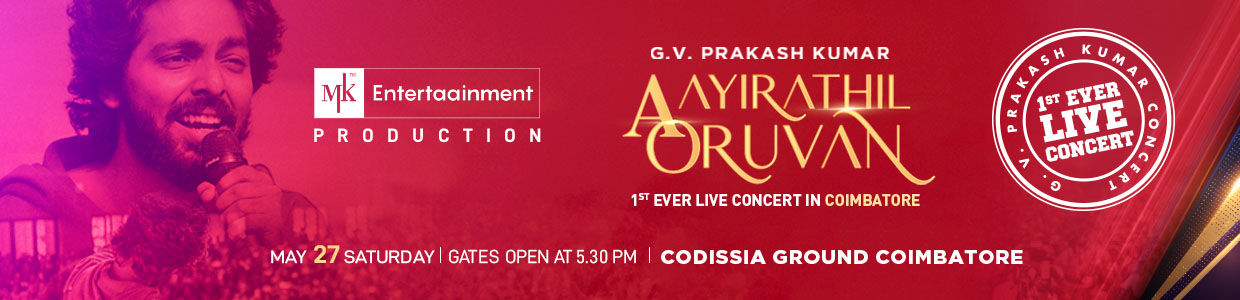 MK™ Entertaainment
PRODUCTION
G.V. PRAKASH KUMAR
AAYIRATHIL
ORUVAN
1ST EVER LIVE CONCERT IN COIMBATORE
G. V. PRAKASH KUMAR CONCERT
1ST EVER
LIVE
CONCERT
MAY 27 SATURDAY | GATES OPEN AT 5.30 PM | CODISSIA GROUND COIMBATORE